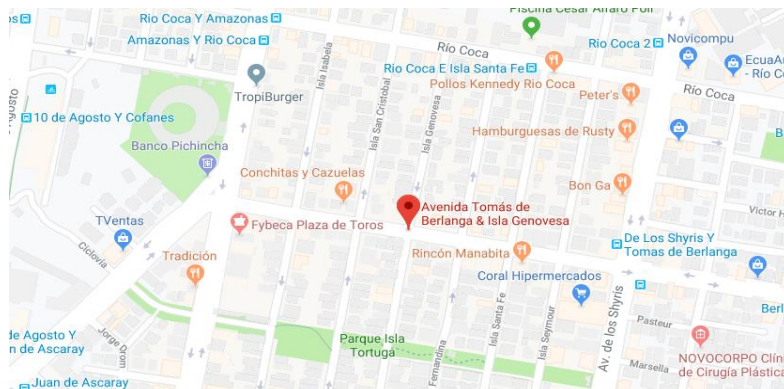 Piscina César Alfaro Poli
Rio Coca Y Amazonas
Amazonas Y Rio Coca
Río Coca
Rio Coca 2
Novicompu
EcuaAu
- Río C
Isla Isabela
Rio Coca E Isla Santa Fe
Pollos Kennedy Rio Coca
TropiBurger
Peter's
Río Coca
10 de Agosto Y Cofanes
Isla San Cristobal
Isla Genovesa
Hamburguesas de Rusty
Banco Pichincha
Conchitas y Cazuelas
Bon Ga
Avenida Tomás de
Berlanga & Isla Genovesa
Victor H
TVentas
Fybeca Plaza de Toros
De Los Shyris Y
Tomas de Berlanga
Ciclovia
Tradición
Rincón Manabita
Coral Hipermercados
Isla Santa Fe
Isla Seymour
Av. de los Shyris
Berl
Pasteur
de Agosto Y
n de Ascaray
Jorge Drom
Parque Isla
Tortuga
Fernandina
Marsella
NOVOCORPO Clín
de Cirugía Plástica
Juan de Ascaray